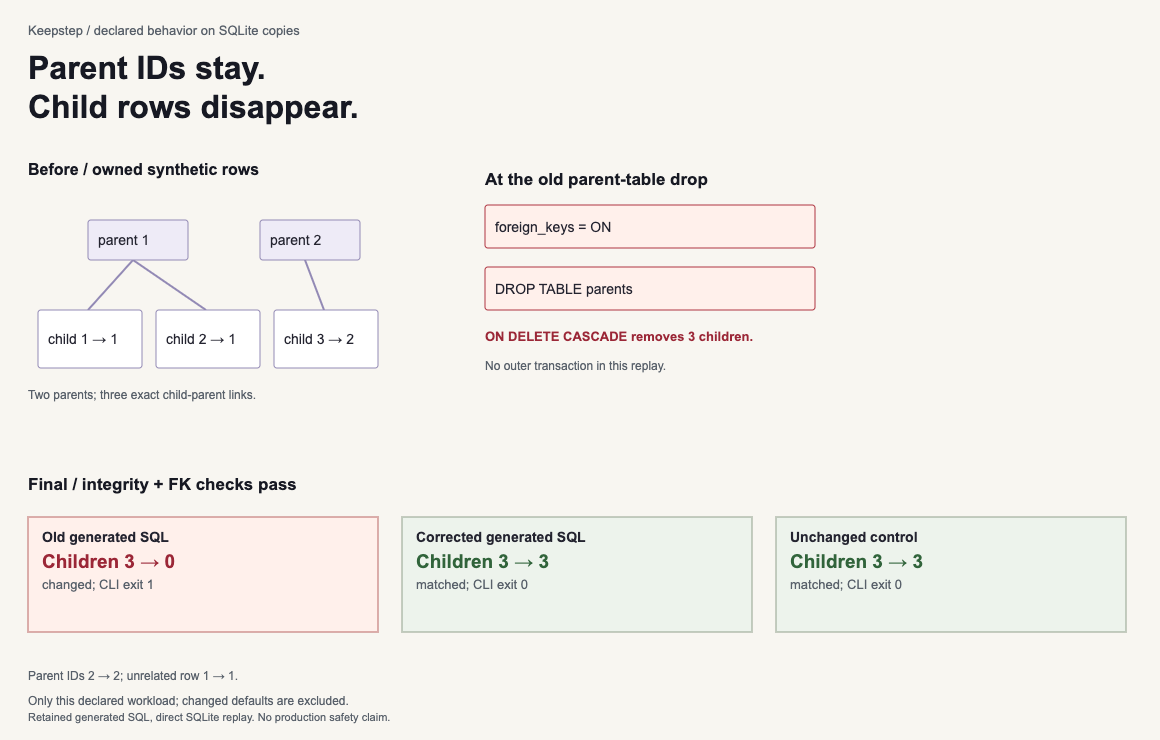 Keepstep / declared behavior on SQLite copies
Parent IDs stay.
Child rows disappear.
Before / owned synthetic rows
parent 1
parent 2
child 1 → 1
child 2 → 1
child 3 → 2
Two parents; three exact child-parent links.
At the old parent-table drop
foreign_keys = ON
DROP TABLE parents
ON DELETE CASCADE removes 3 children.
No outer transaction in this replay.
Final / integrity + FK checks pass
Old generated SQL
Children 3 → 0
changed; CLI exit 1
Corrected generated SQL
Children 3 → 3
matched; CLI exit 0
Unchanged control
Children 3 → 3
matched; CLI exit 0
Parent IDs 2 → 2; unrelated row 1 → 1.
Only this declared workload; changed defaults are excluded.
Retained generated SQL, direct SQLite replay. No production safety claim.